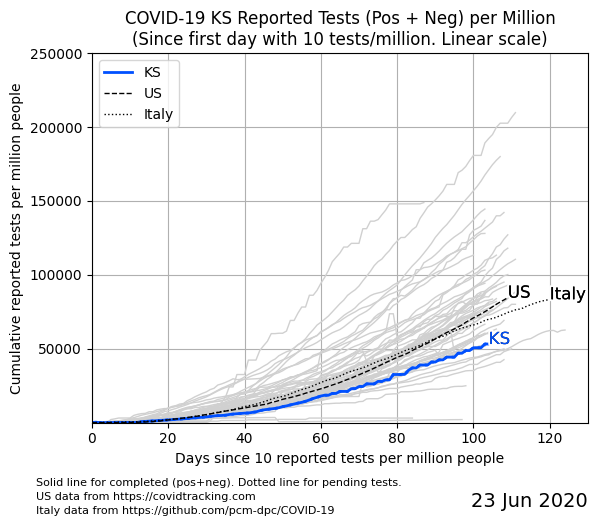 COVID-19 KS Reported Tests (Pos + Neg) per Million
(Since first day with 10 tests/million. Linear scale)
Cumulative reported tests per million people
250000
200000
150000
100000
50000
KS
US
Italy
US
Italy
KS
0
20
40
60
80
100
120
Days since 10 reported tests per million people
Solid line for completed (pos+neg). Dotted line for pending tests.
US data from https://covidtracking.com
Italy data from https://github.com/pcm-dpc/COVID-19
23 Jun 2020